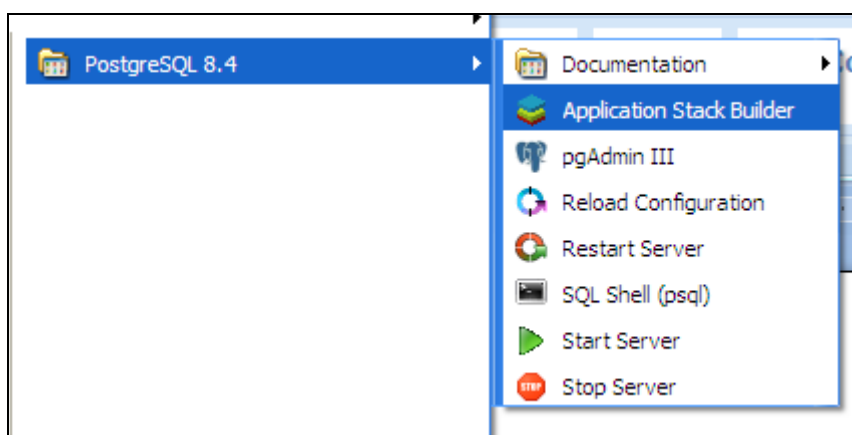 PostgreSQL 8.4
Documentation
Application Stack Builder
pgAdmin III
Reload Configuration
Restart Server
SQL Shell (psql)
Start Server
STOP Stop Server